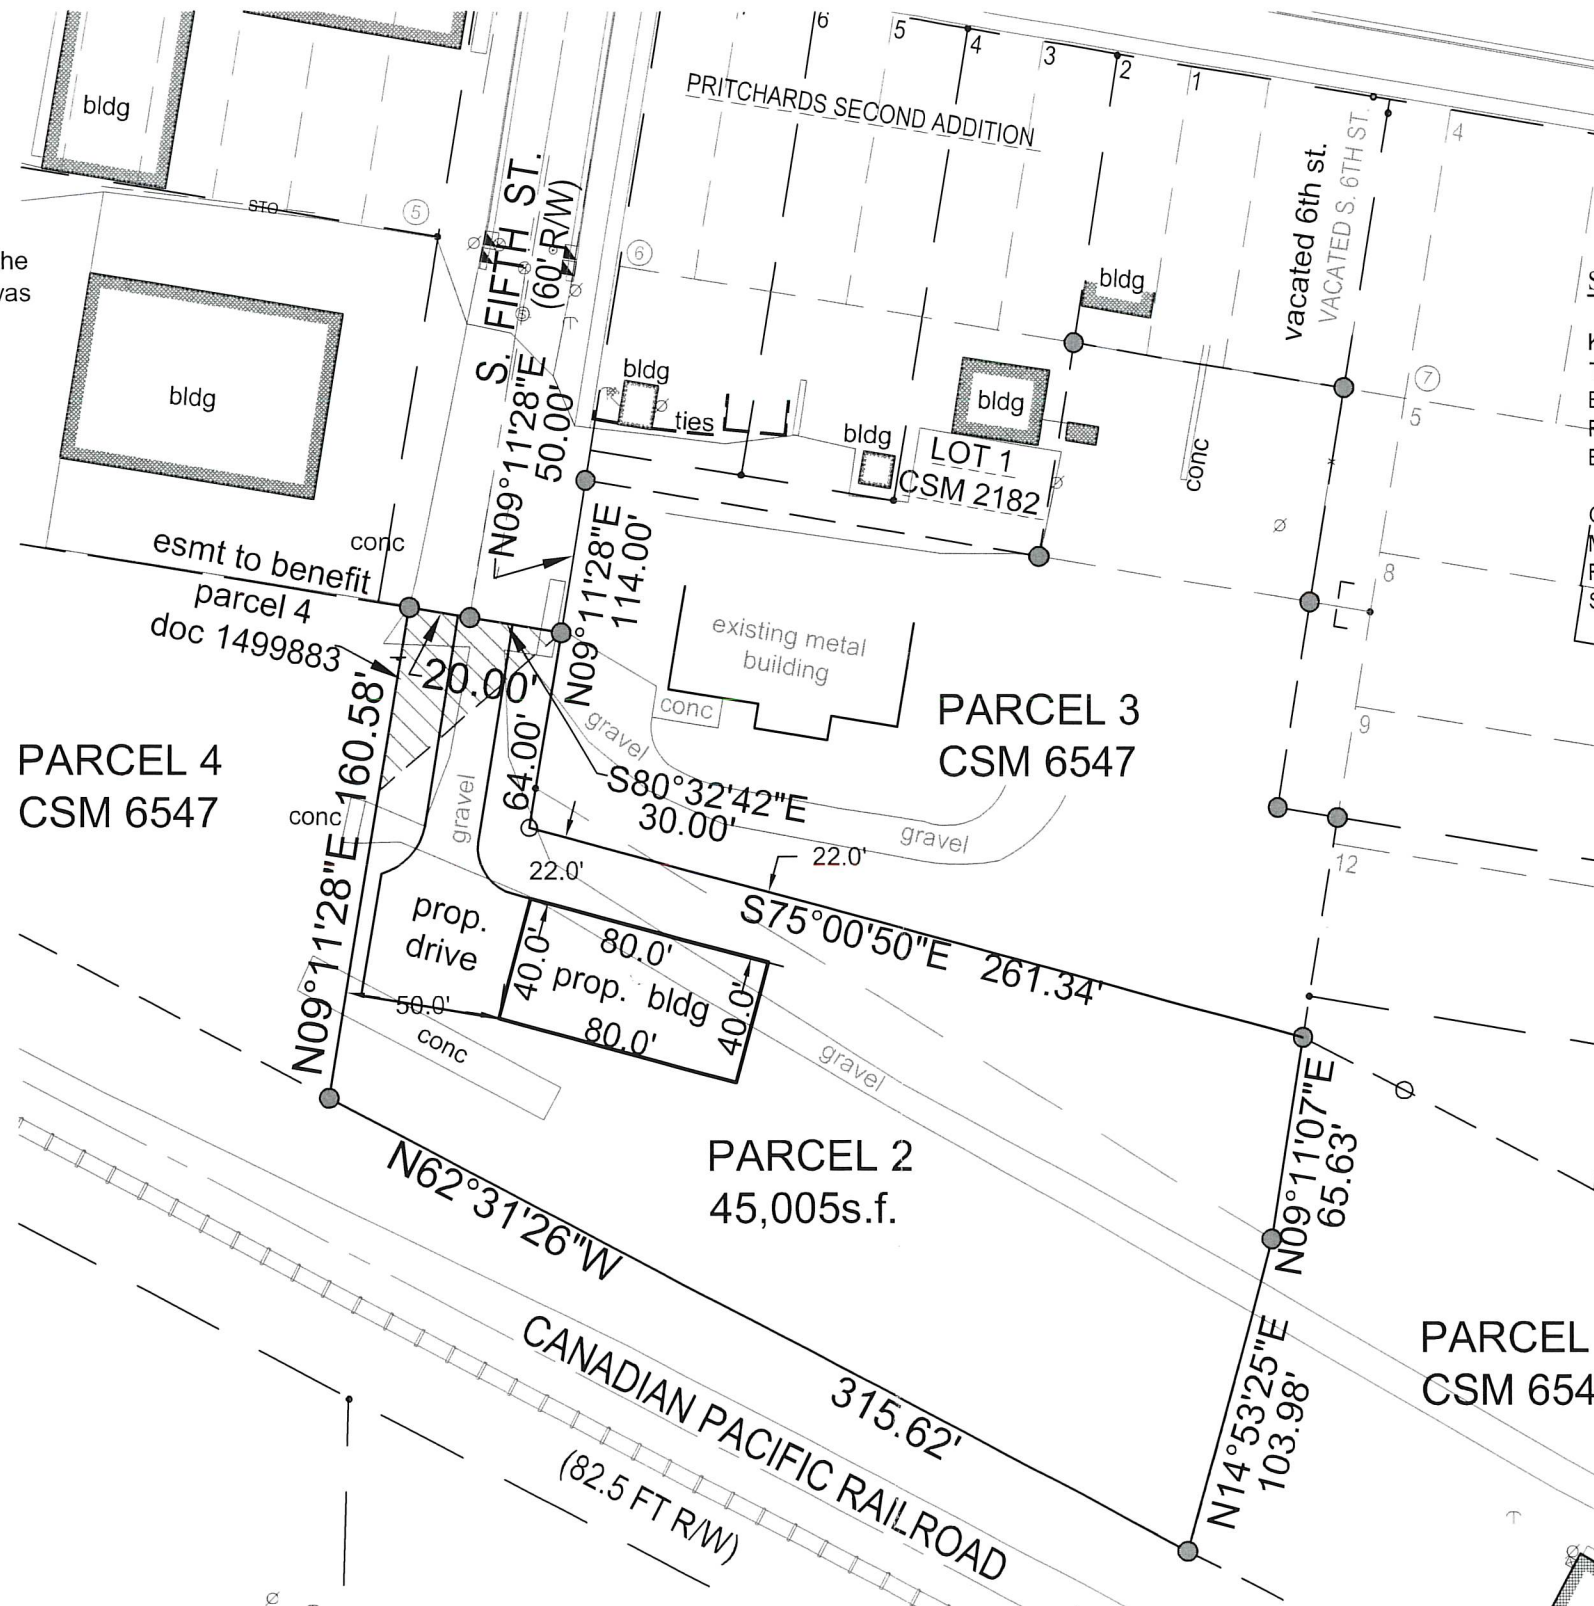 6
5
4
3
2
1
4
PRITCHARDS SECOND ADDITION
bldg
S. FIFTH ST.
(60' R/W)
vacated 6th st.
VACATED S. 6TH ST.
STO
5
6
he
bldg
bldg
bldg
bldg
ties
bldg
LOT 1
CSM 2182
conc
7
5
N09°11'28"E
50.00'
N09°11'28"E
114.00'
esmt to benefit
parcel 4
doc 1499883
conc
8
existing metal
building
conc
20.00'
PARCEL 3
CSM 6547
9
PARCEL 4
CSM 6547
gravel
S80°32'42"E
30.00'
64.00'
N09°11'28"E 160.58'
conc
gravel
gravel
22.0'
22.0'
12
S75°00'50"E 261.34'
prop.
drive
80.0'
40.0'
prop. bldg
40.0'
80.0'
50.0'
conc
gravel
N09°11'07"E
65.63'
PARCEL 2
45,005s.f.
N62°31'26"W
315.62'
N14°53'25"E
103.98'
PARCEL
CSM 654
CANADIAN PACIFIC RAILROAD
(82.5 FT R/W)